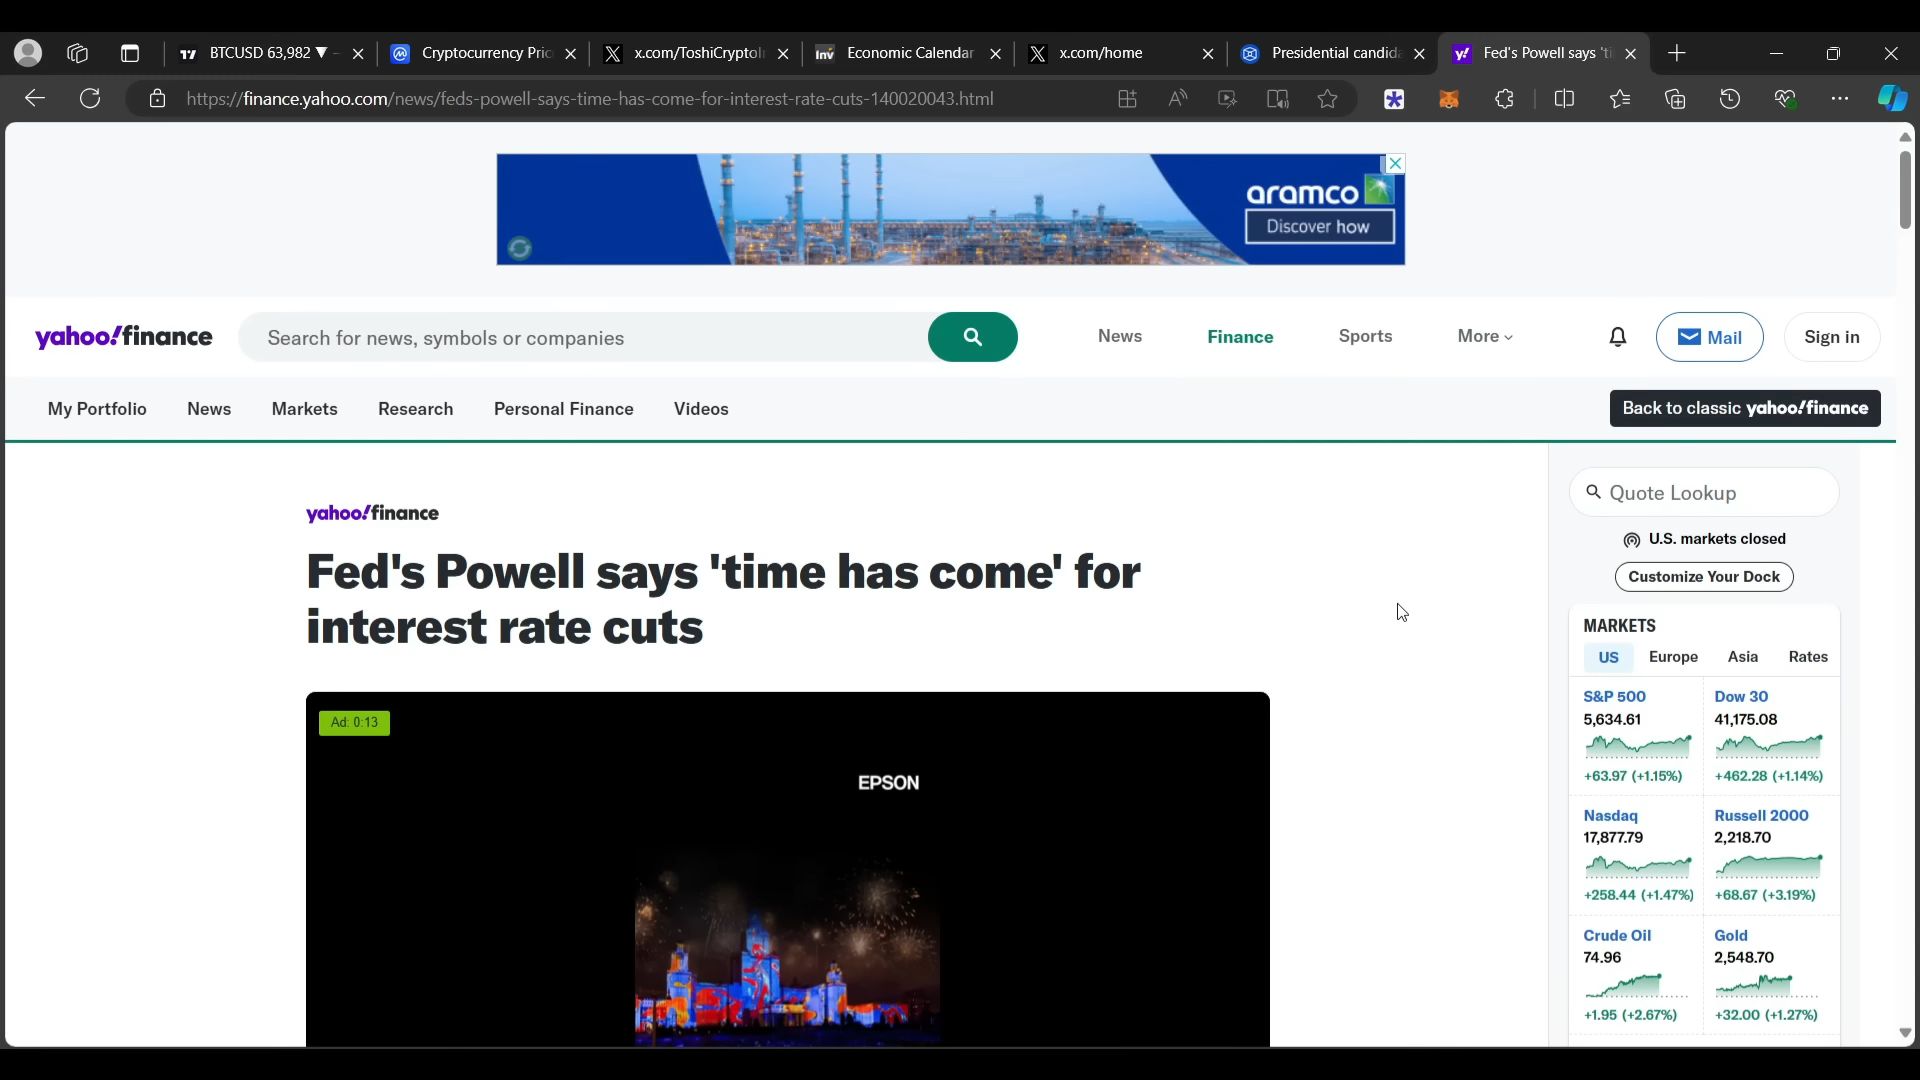 BTCUSD 63,982 ▼
Cryptocurrency Pric
x.com/ToshiCryptoI
Economic Calendar
x.com/home
Presidential candida
Fed's Powell says 'ti
https://finance.yahoo.com/news/feds-powell-says-time-has-come-for-interest-rate-cuts-140020043.html
aramco
Discover how
yahoo!finance
Search for news, symbols or companies
News
Finance
Sports
More
Mail
Sign in
My Portfolio
News
Markets
Research
Personal Finance
Videos
Back to classic yahoo!finance
yahoo!finance
Fed's Powell says 'time has come' for
interest rate cuts
Ad: 0:13
EPSON
Quote Lookup
U.S. markets closed
Customize Your Dock
MARKETS
US Europe Asia Rates
S&P 500
5,634.61
+63.97 (+1.15%)
Dow 30
41,175.08
+462.28 (+1.14%)
Nasdaq
17,877.79
+258.44 (+1.47%)
Russell 2000
2,218.70
+68.67 (+3.19%)
Crude Oil
74.96
+1.95 (+2.67%)
Gold
2,548.70
+32.00 (+1.27%)